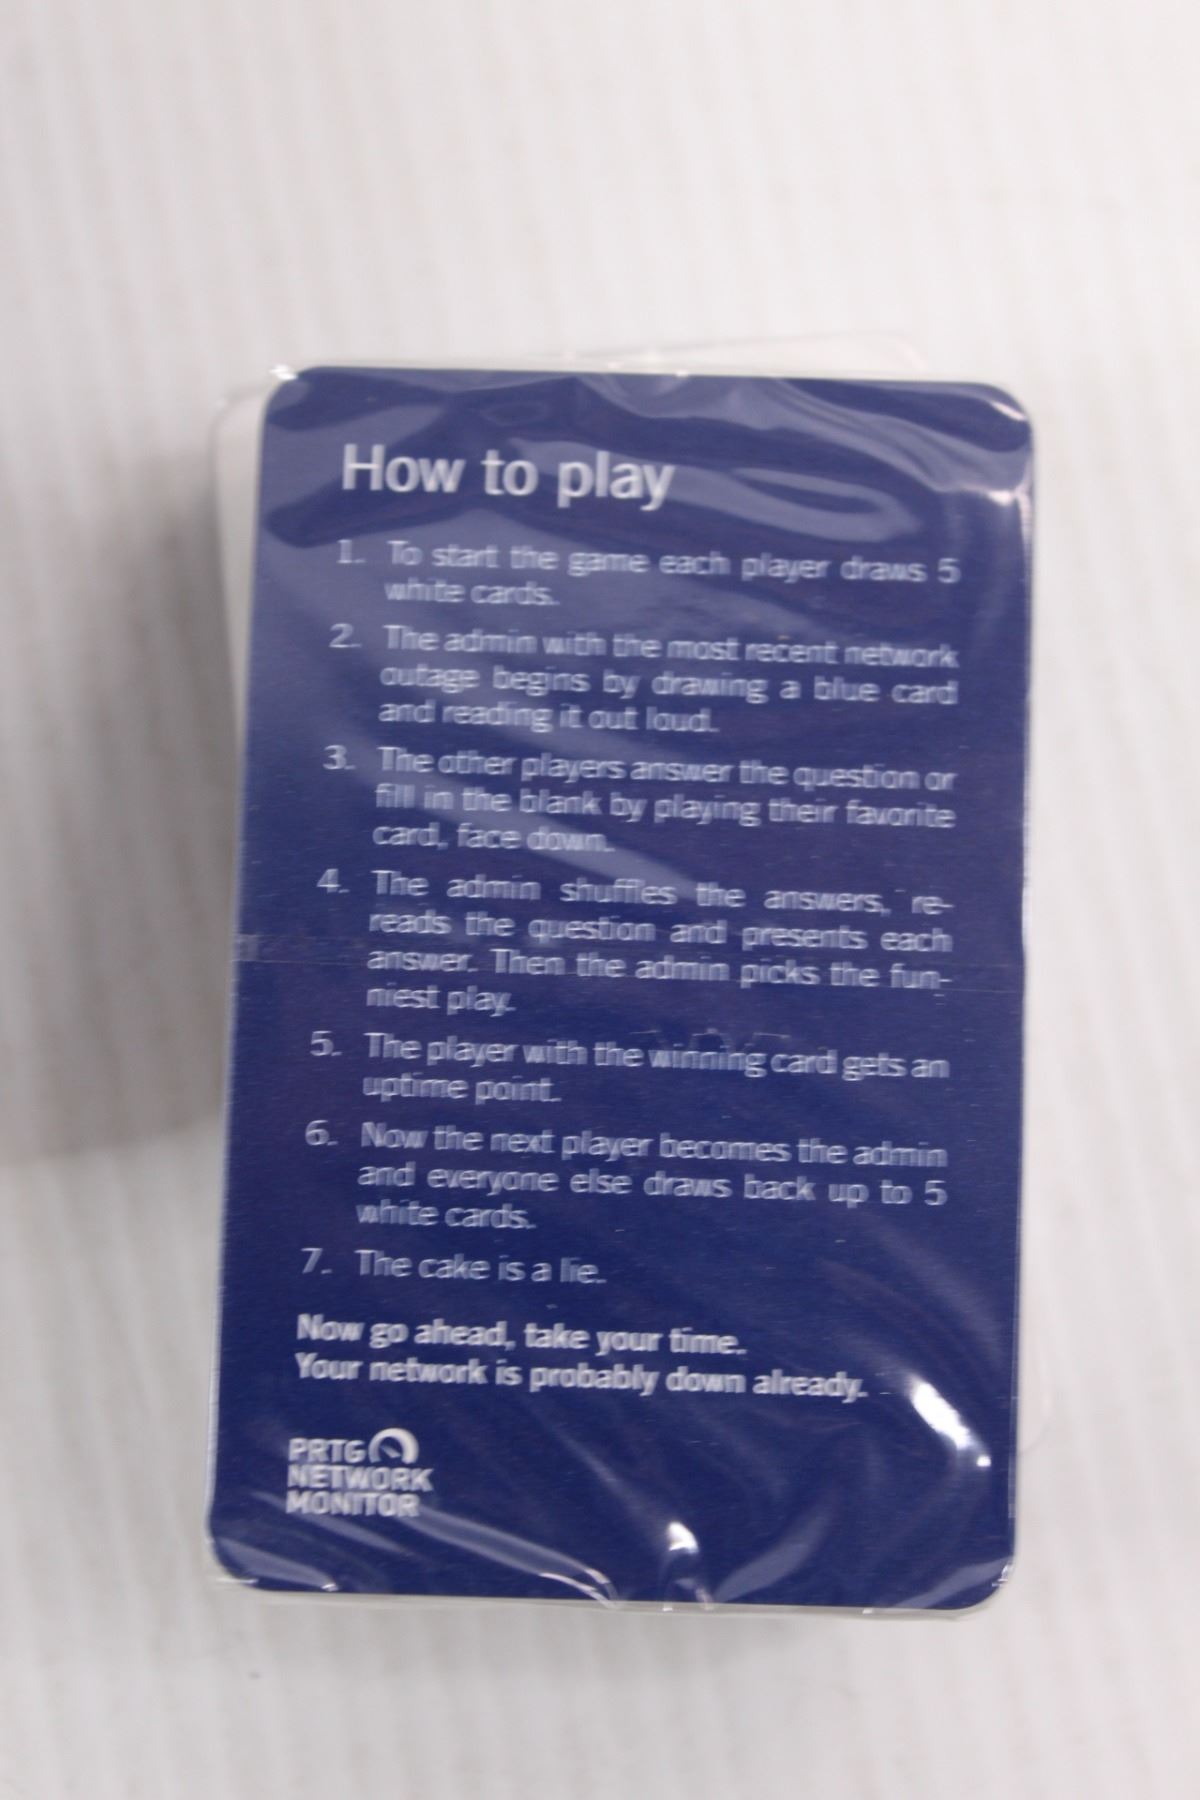 How to play
1. To start the game each player draws 5
white cards.
2. The admin with the most recent network
outage begins by drawing a blue card
and reading it out loud.
3. The other players answer the question or
fill in the blank by playing their favorite
card, face down.
4. The admin shuffles the answers, re-
reads the question and presents each
answer. Then the admin picks the fun-
niest play.
5. The player with the winning card gets an
uptime point.
6. Now the next player becomes the admin
and everyone else draws back up to 5
white cards.
7. The cake is a lie.
Now go ahead, take your time.
Your network is probably down already.
PRTG
NETWORK
MONITOR